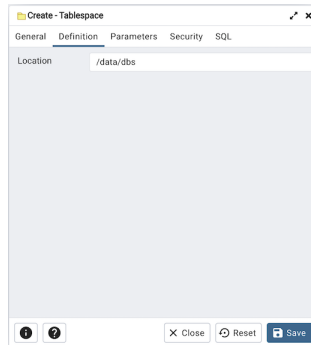 Create - Tablespace
General Definition Parameters Security SQL
Location /data/dbs
Close Reset Save